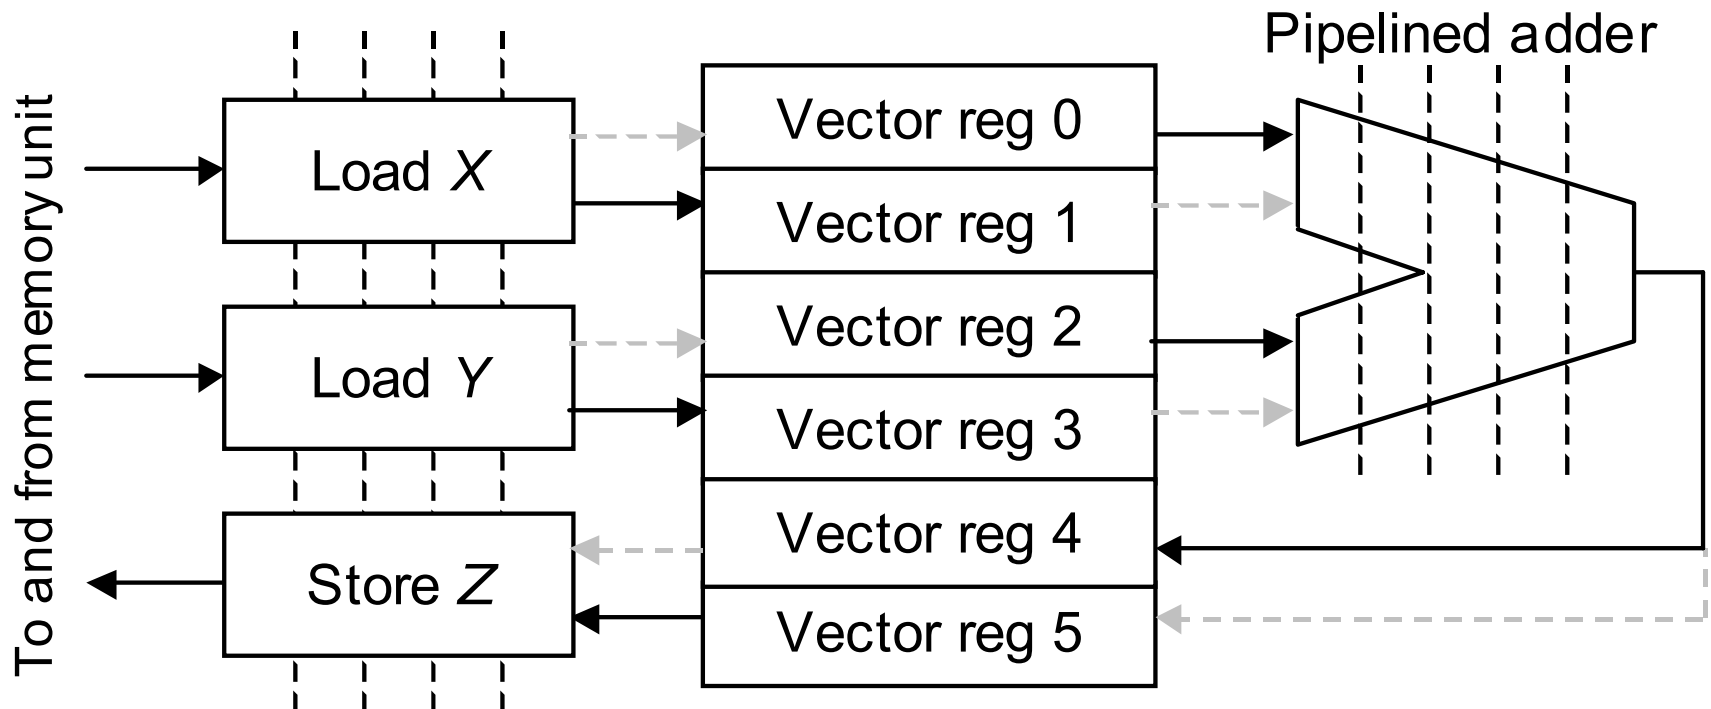 Pipelined adder
To and from memory unit
Load X
Load Y
Store Z
Vector reg 0
Vector reg 1
Vector reg 2
Vector reg 3
Vector reg 4
Vector reg 5